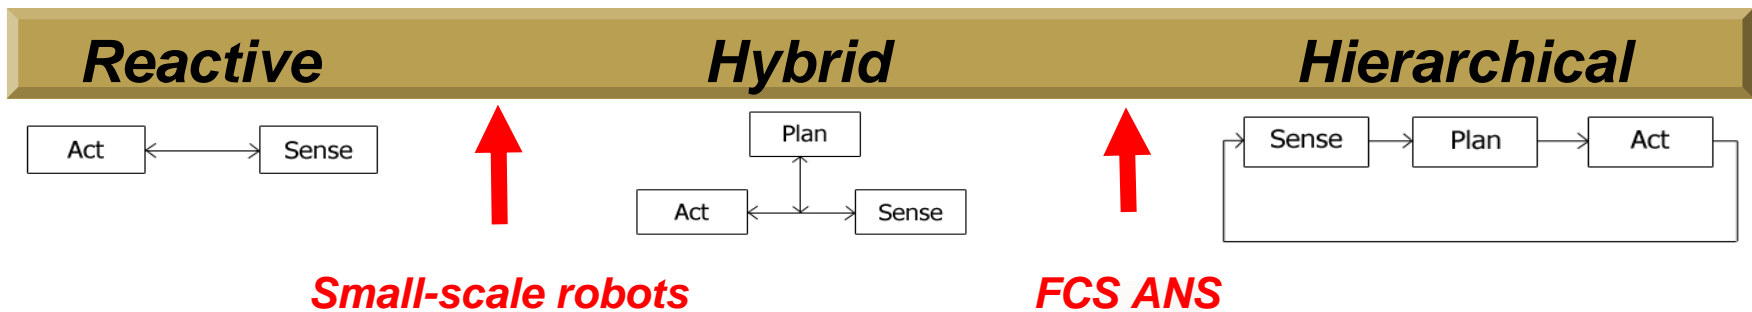 Reactive
Hybrid
Hierarchical
Act
Sense
Plan
Act
Sense
Sense
Plan
Act
Small-scale robots
FCS ANS